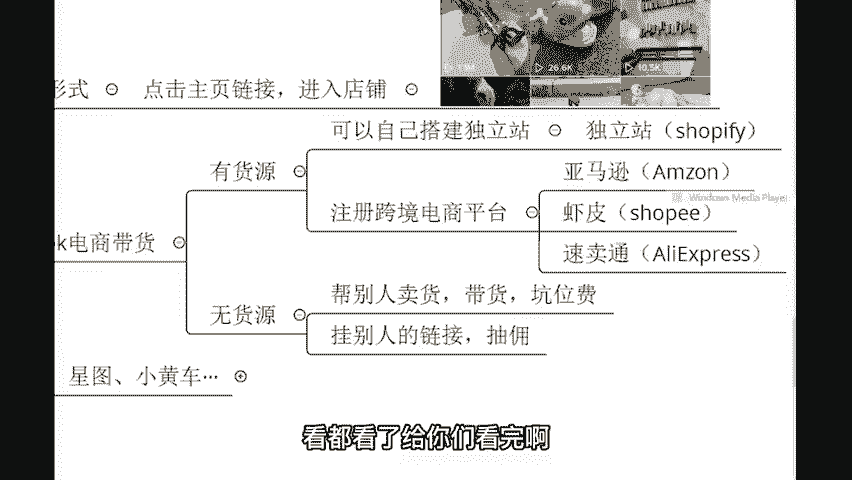 26.6K
10.5K
形式 点击主页链接，进入店铺
可以自己搭建独立站 独立站（shopify）
有货源
亚马逊（Amzon）
Windows Media Player
注册跨境电商平台 虾皮（shopee）
k电商带货
速卖通（AliExpress）
帮别人卖货，带货，坑位费
无货源
挂别人的链接，抽佣
星图、小黄车…
看都看了给你们看完啊